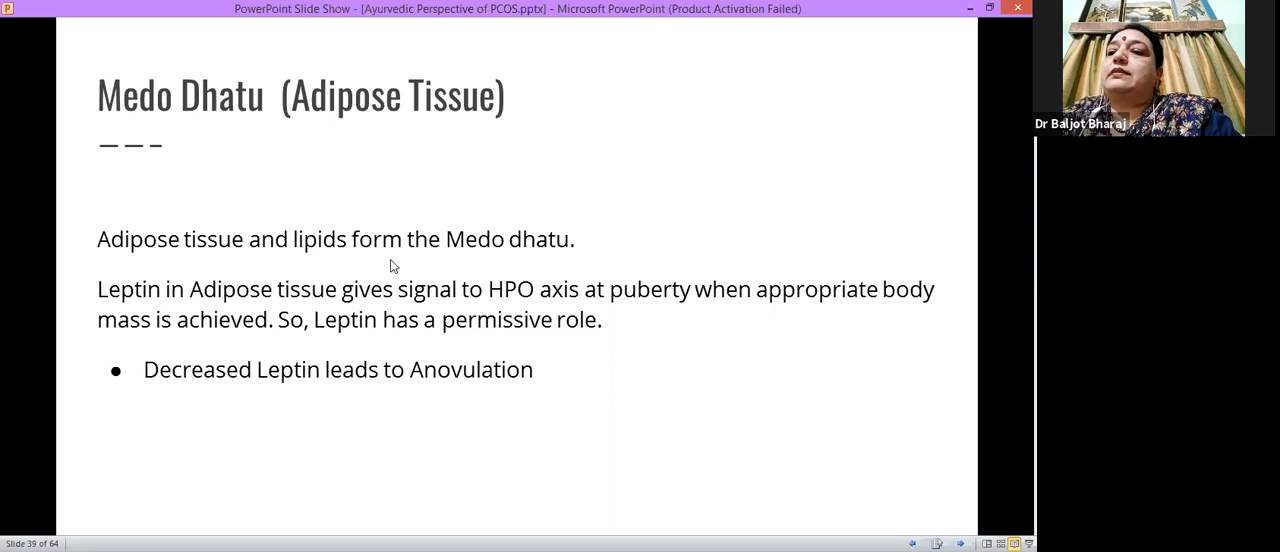 PowerPoint Slide Show - [Ayurvedic Perspective of PCOS.pptx] - Microsoft PowerPoint (Product Activation Failed)
Medo Dhatu (Adipose Tissue)
Adipose tissue and lipids form the Medo dhatu.
Leptin in Adipose tissue gives signal to HPO axis at puberty when appropriate body
mass is achieved. So, Leptin has a permissive role.
● Decreased Leptin leads to Anovulation
Dr Baljot Bharaj
Slide 39 of 64